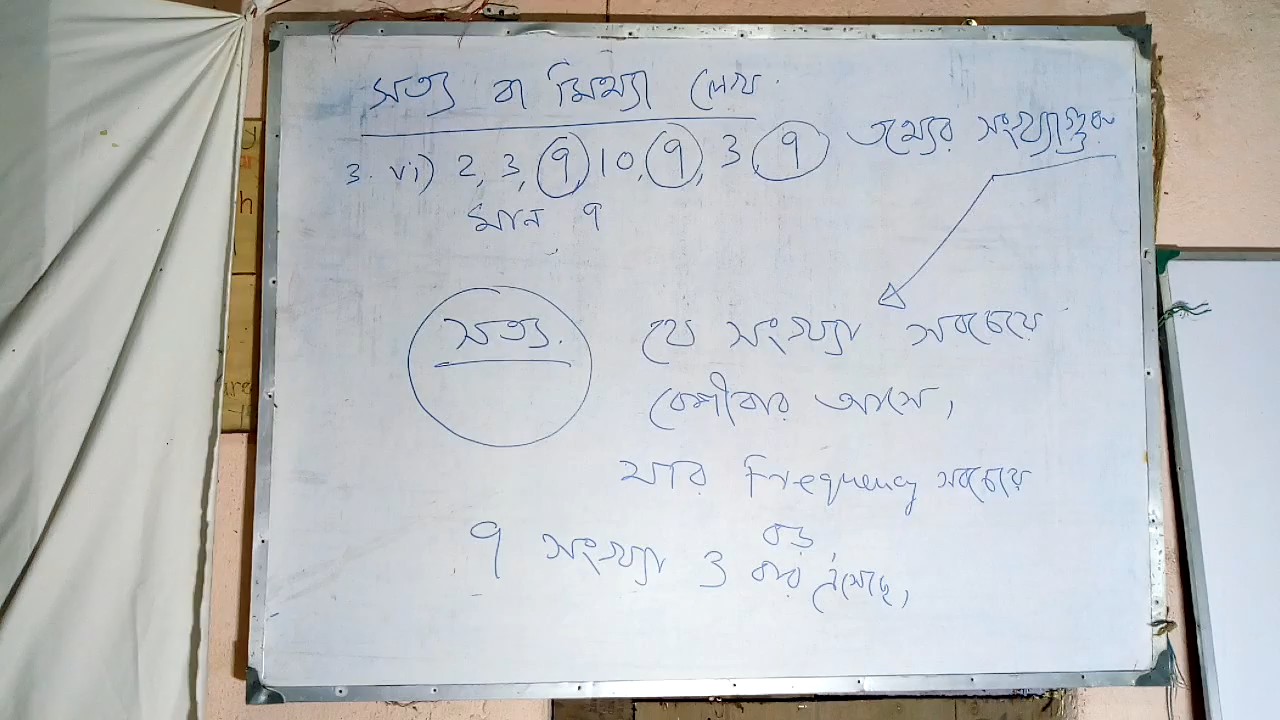 সত্য বা মিথ্যা লেখ.
3. vi) 2, 3, 9, 10, 9, 3, 9 তথ্যের সংখ্যাগুরু
মান 9
সত্য.
যে সংখ্যা সবচেয়ে
বেশীবার আসে,
যার Frequency সবচেয়ে
বড়,
9 সংখ্যা 3 বার এসেছে,